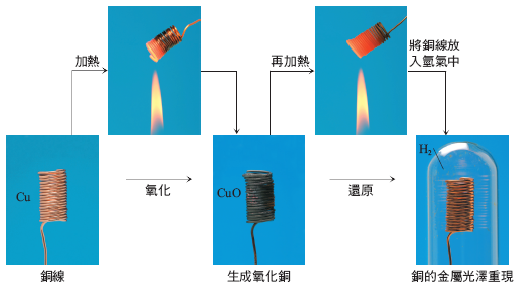 加熱
再加熱
將銅線放
入氫氣中
Cu
氧化
CuO
還原
H₂
銅線
生成氧化銅
銅的金屬光澤重現